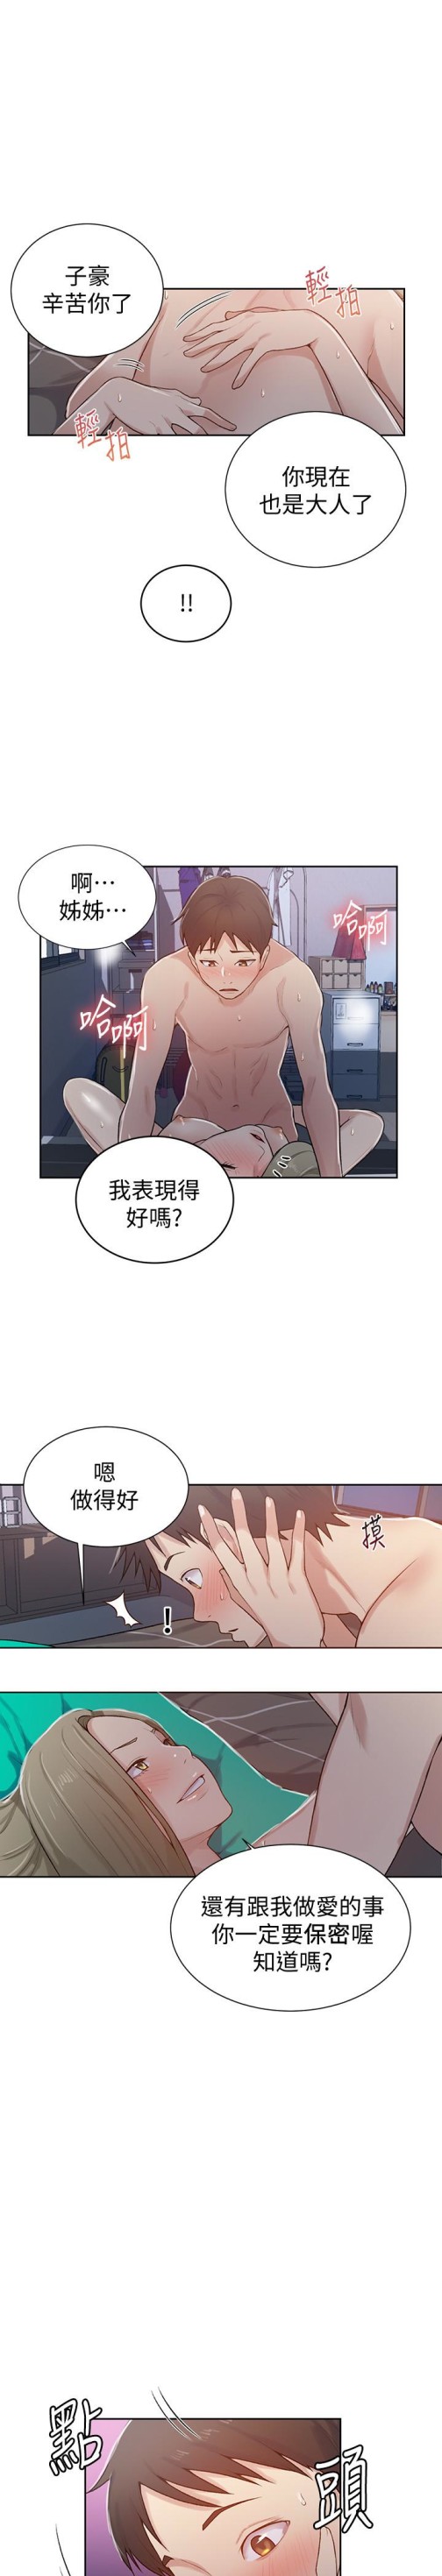 子豪
辛苦你了
輕拍
輕拍
你現在
也是大人了
!!
啊…
姊姊…
哈啊
哈啊
我表現得
好嗎?
嗯
做得好
摸
!
還有跟我做愛的事
你一定要保密喔
知道嗎?
點
頭